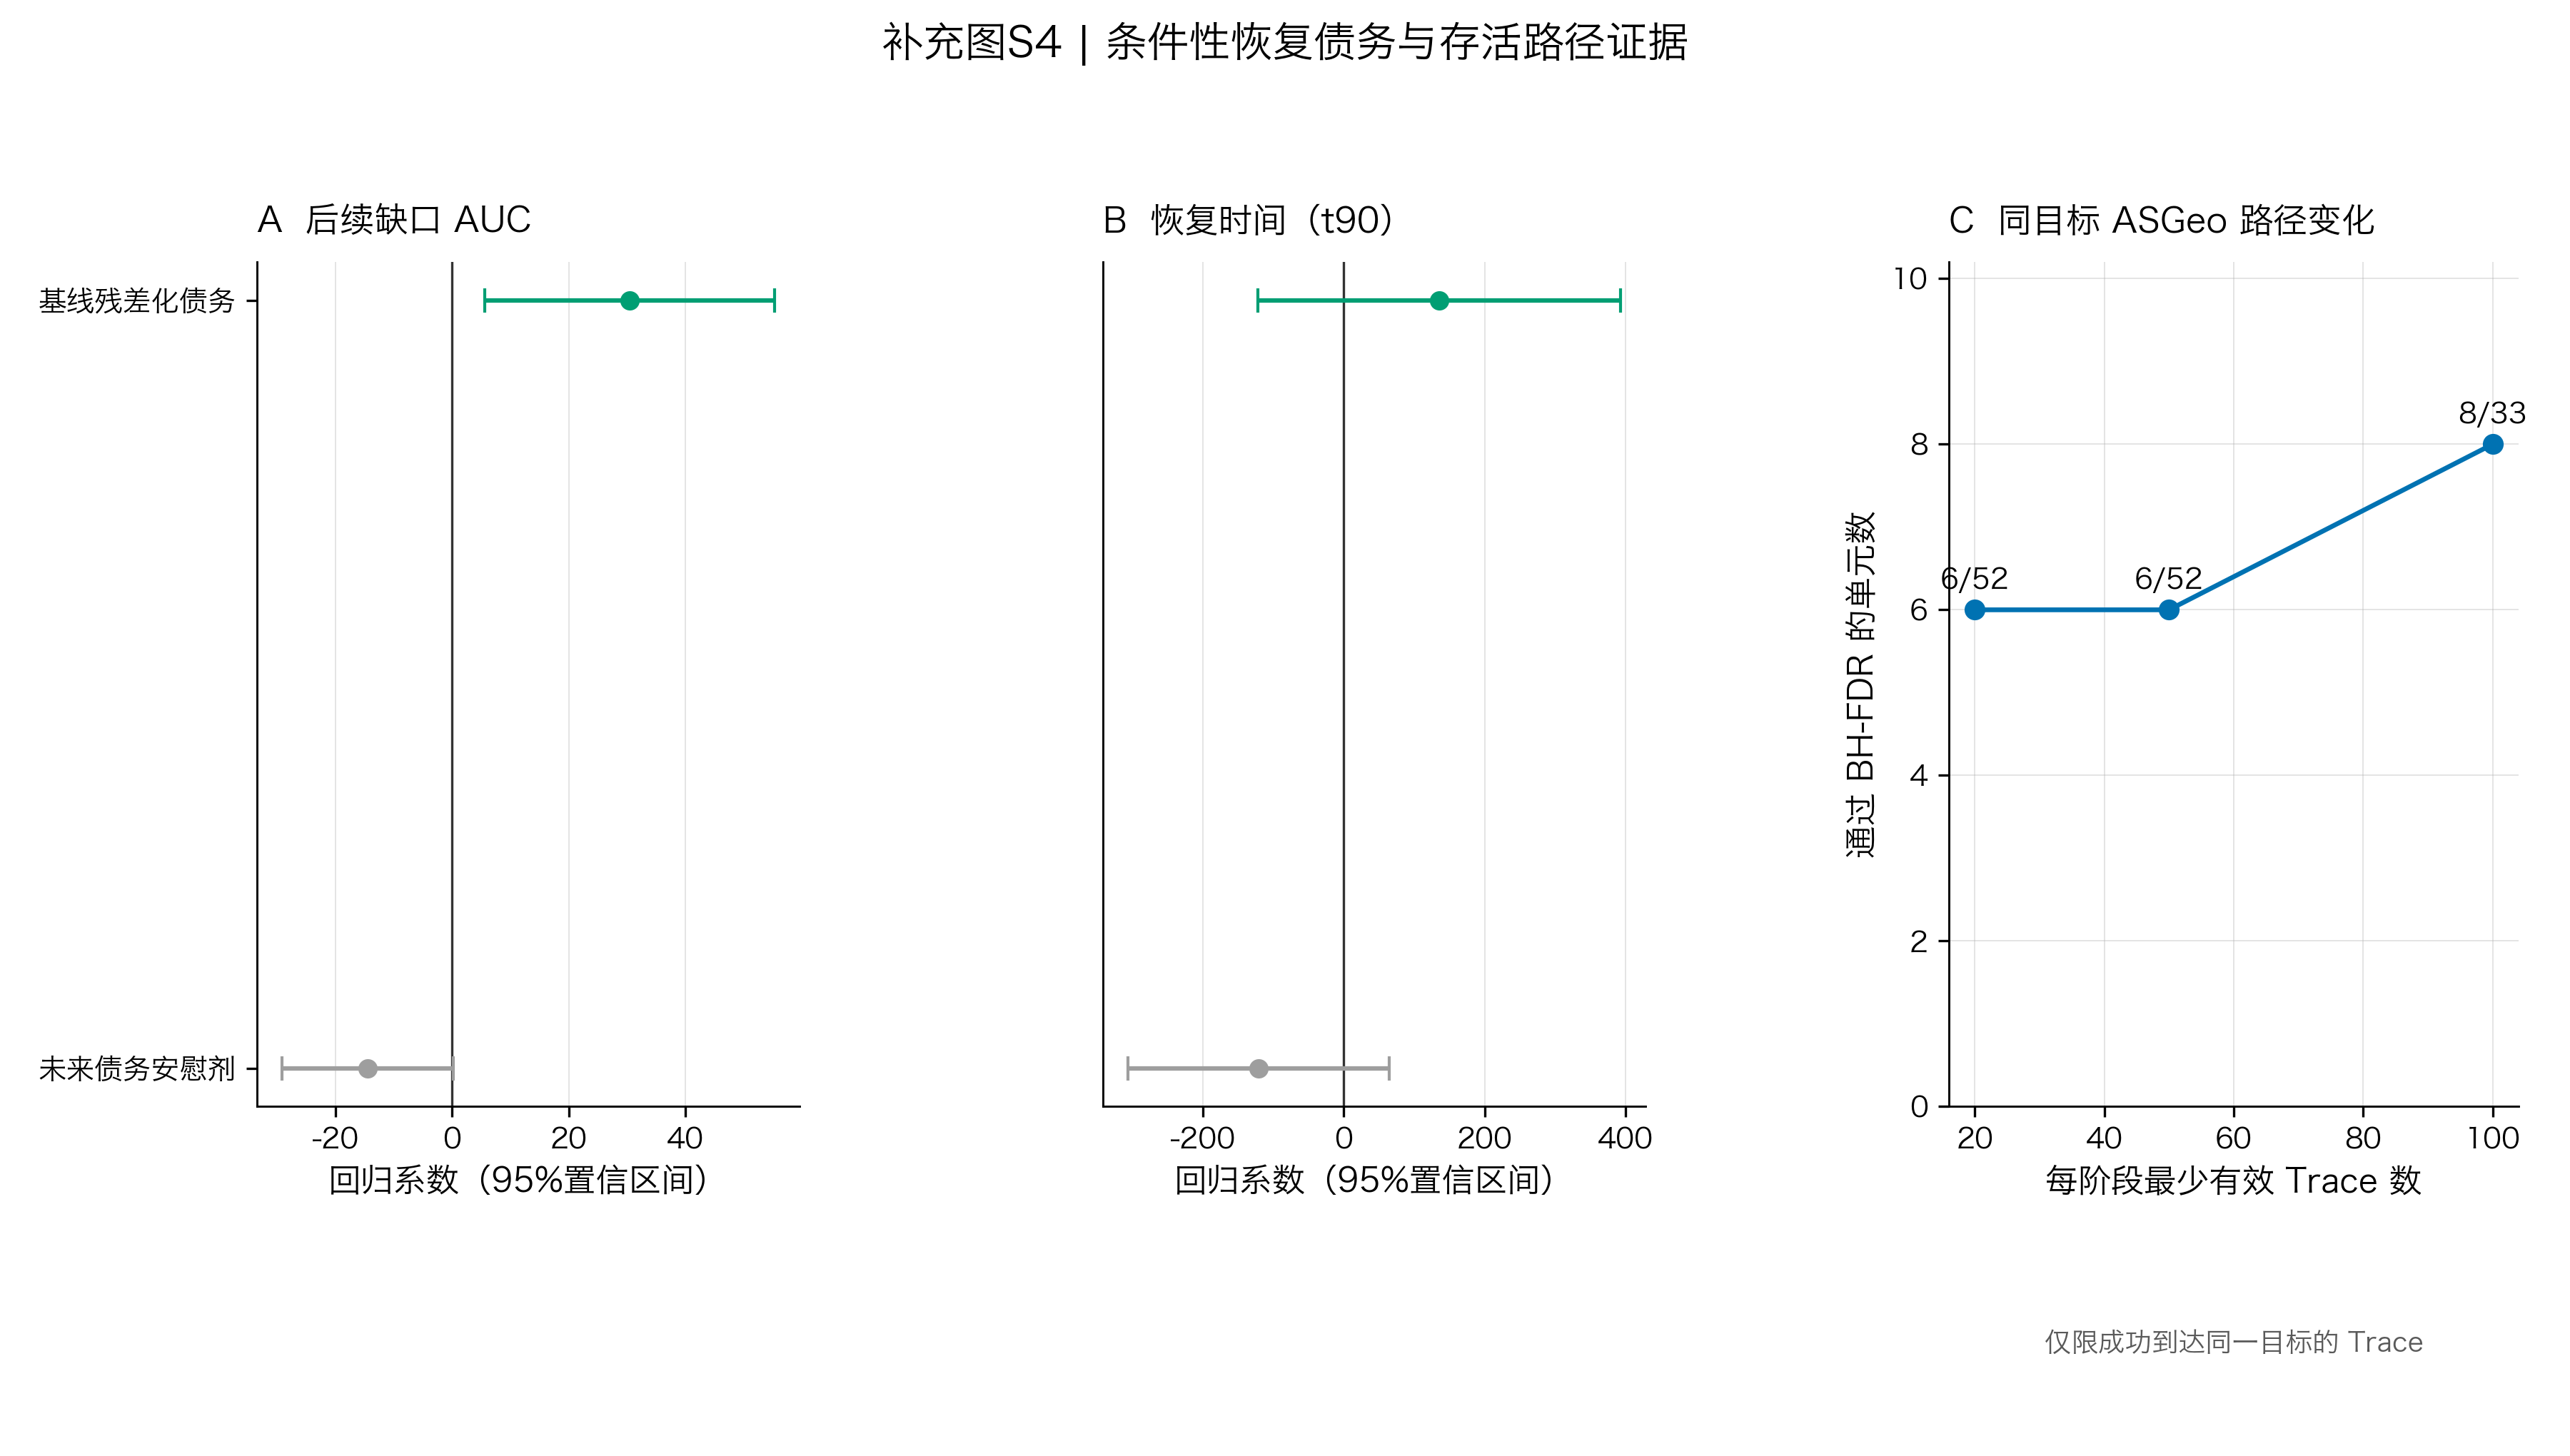 补充图S4 | 条件性恢复债务与存活路径证据
A 后续缺口 AUC
基线残差化债务
未来债务安慰剂
-20 0 20 40
回归系数（95%置信区间）
B 恢复时间（t90）
-200 0 200 400
回归系数（95%置信区间）
C 同目标 ASGeo 路径变化
通过 BH-FDR 的单元数
10
8
6
4
2
0
6/52
6/52
8/33
20 40 60 80 100
每阶段最少有效 Trace 数
仅限成功到达同一目标的 Trace